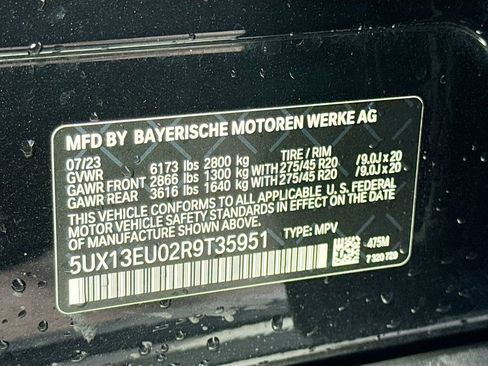 MFD BY BAYERISCHE MOTOREN WERKE AG
07/23 TIRE / RIM
GVWR 6173 lbs 2800 kg
GAWR FRONT 2866 lbs 1300 kg WITH 275/45 R20 /9.0J x 20
GAWR REAR 3616 lbs 1640 kg WITH 275/45 R20 /9.0J x 20
THIS VEHICLE CONFORMS TO ALL APPLICABLE U. S. FEDERAL
MOTOR VEHICLE SAFETY STANDARDS IN EFFECT ON THE DATE
OF MANUFACTURE SHOWN ABOVE.
5UX13EU02R9T35951 TYPE: MPV
475M
7 320 729